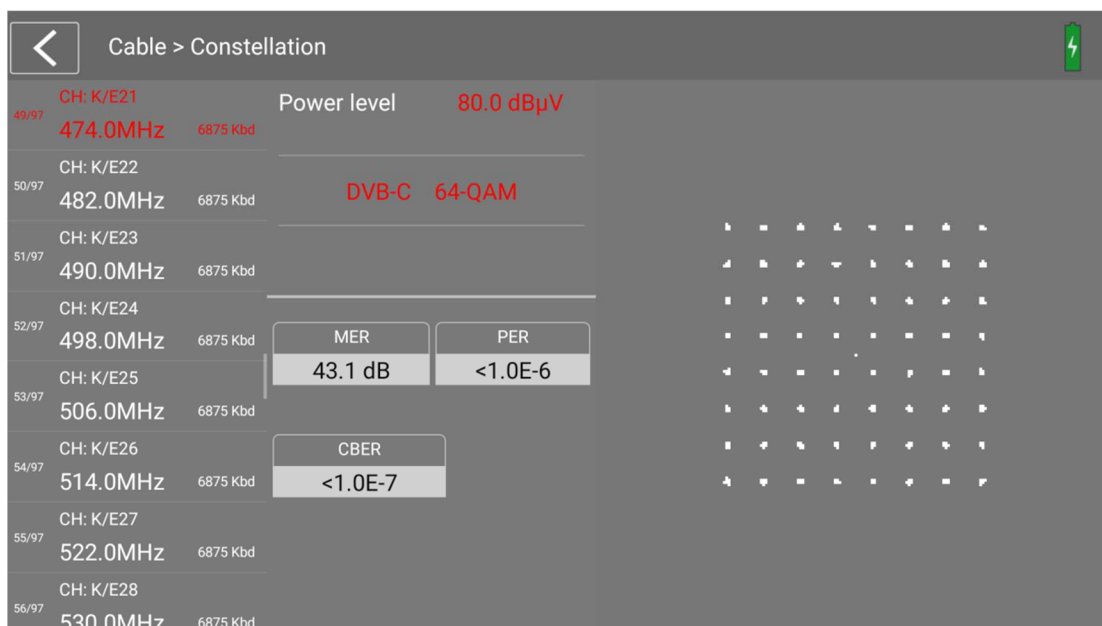 Cable > Constellation
49/97
CH: K/E21
474.0MHz 6875 Kbd
50/97
CH: K/E22
482.0MHz 6875 Kbd
51/97
CH: K/E23
490.0MHz 6875 Kbd
52/97
CH: K/E24
498.0MHz 6875 Kbd
53/97
CH: K/E25
506.0MHz 6875 Kbd
54/97
CH: K/E26
514.0MHz 6875 Kbd
55/97
CH: K/E27
522.0MHz 6875 Kbd
56/97
CH: K/E28
530.0MHz 6875 Kbd
Power level 80.0 dBµV
DVB-C 64-QAM
MER PER
43.1 dB <1.0E-6
CBER
<1.0E-7